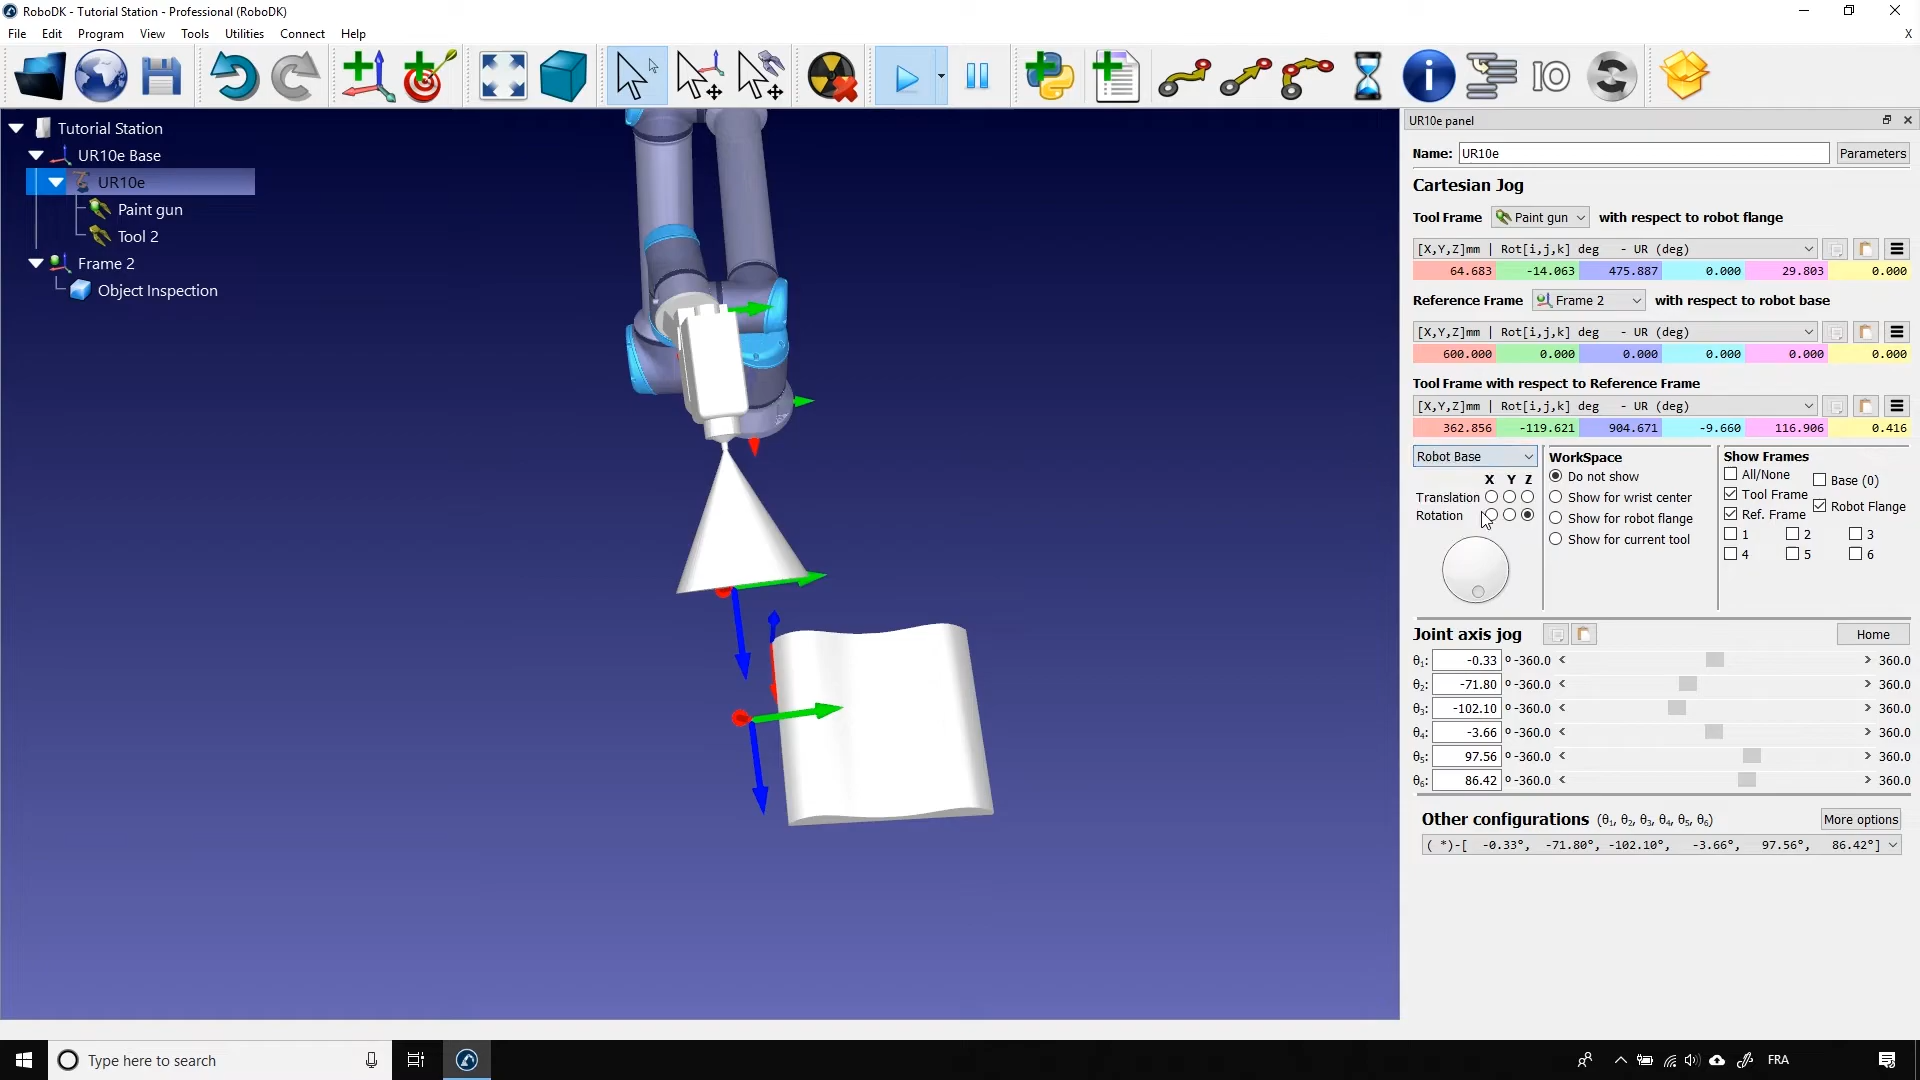 RoboDK - Tutorial Station - Professional (RoboDK)
File Edit Program View Tools Utilities Connect Help X
IO
Tutorial Station
UR10e Base
UR10e
Paint gun
Tool 2
Frame 2
Object Inspection
UR10e panel
Name: UR10e Parameters
Cartesian Jog
Tool Frame Paint gun with respect to robot flange
[X,Y,Z]mm | Rot[i,j,k] deg - UR (deg)
64.683 -14.063 475.887 0.000 29.803 0.000
Reference Frame Frame 2 with respect to robot base
[X,Y,Z]mm | Rot[i,j,k] deg - UR (deg)
600.000 0.000 0.000 0.000 0.000 0.000
Tool Frame with respect to Reference Frame
[X,Y,Z]mm | Rot[i,j,k] deg - UR (deg)
362.856 -119.621 904.671 -9.660 116.906 0.416
Robot Base
X Y Z
Translation
Rotation
WorkSpace
Do not show
Show for wrist center
Show for robot flange
Show for current tool
Show Frames
All/None Base (0)
Tool Frame Robot Flange
Ref. Frame
1 2 3
4 5 6
Joint axis jog Home
θ₁: -0.33 º -360.0 < > 360.0
θ₂: -71.80 º -360.0 < > 360.0
θ₃: -102.10 º -360.0 < > 360.0
θ₄: -3.66 º -360.0 < > 360.0
θ₅: 97.56 º -360.0 < > 360.0
θ₆: 86.42 º -360.0 < > 360.0
Other configurations (θ₁, θ₂, θ₃, θ₄, θ₅, θ₆) More options
( *)-[ -0.33°, -71.80°, -102.10°, -3.66°, 97.56°, 86.42°]
Type here to search
FRA